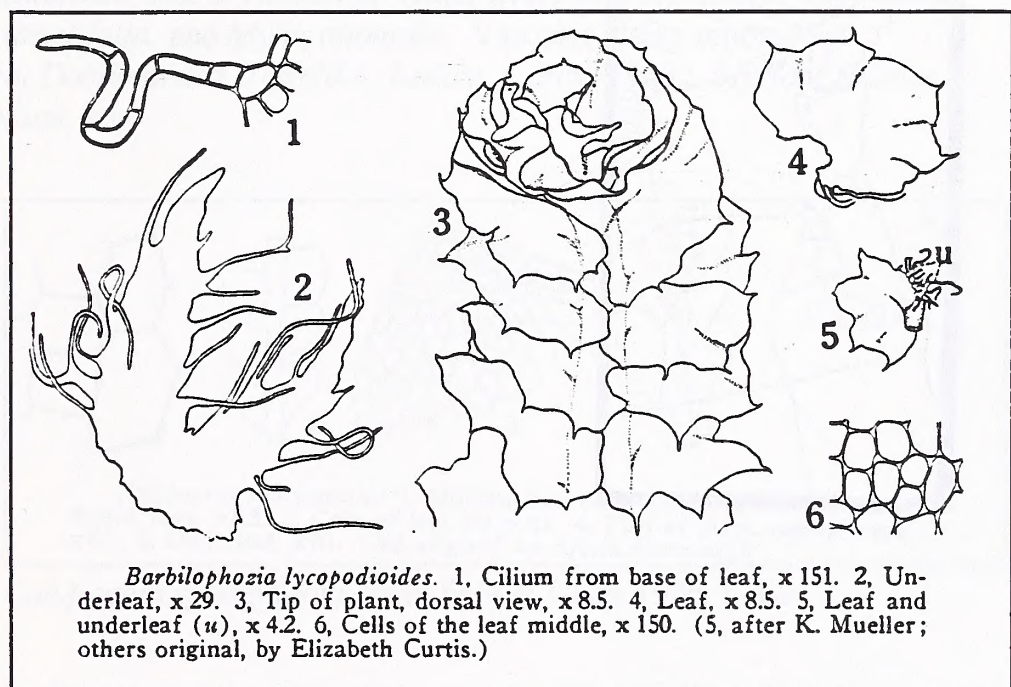 1
2
3
4
5
u
6
Barbilophozia lycopodioides. 1, Cilium from base of leaf, x 151. 2, Un-
derleaf, x 29. 3, Tip of plant, dorsal view, x 8.5. 4, Leaf, x 8.5. 5, Leaf and
underleaf (u), x 4.2. 6, Cells of the leaf middle, x 150. (5, after K. Mueller;
others original, by Elizabeth Curtis.)